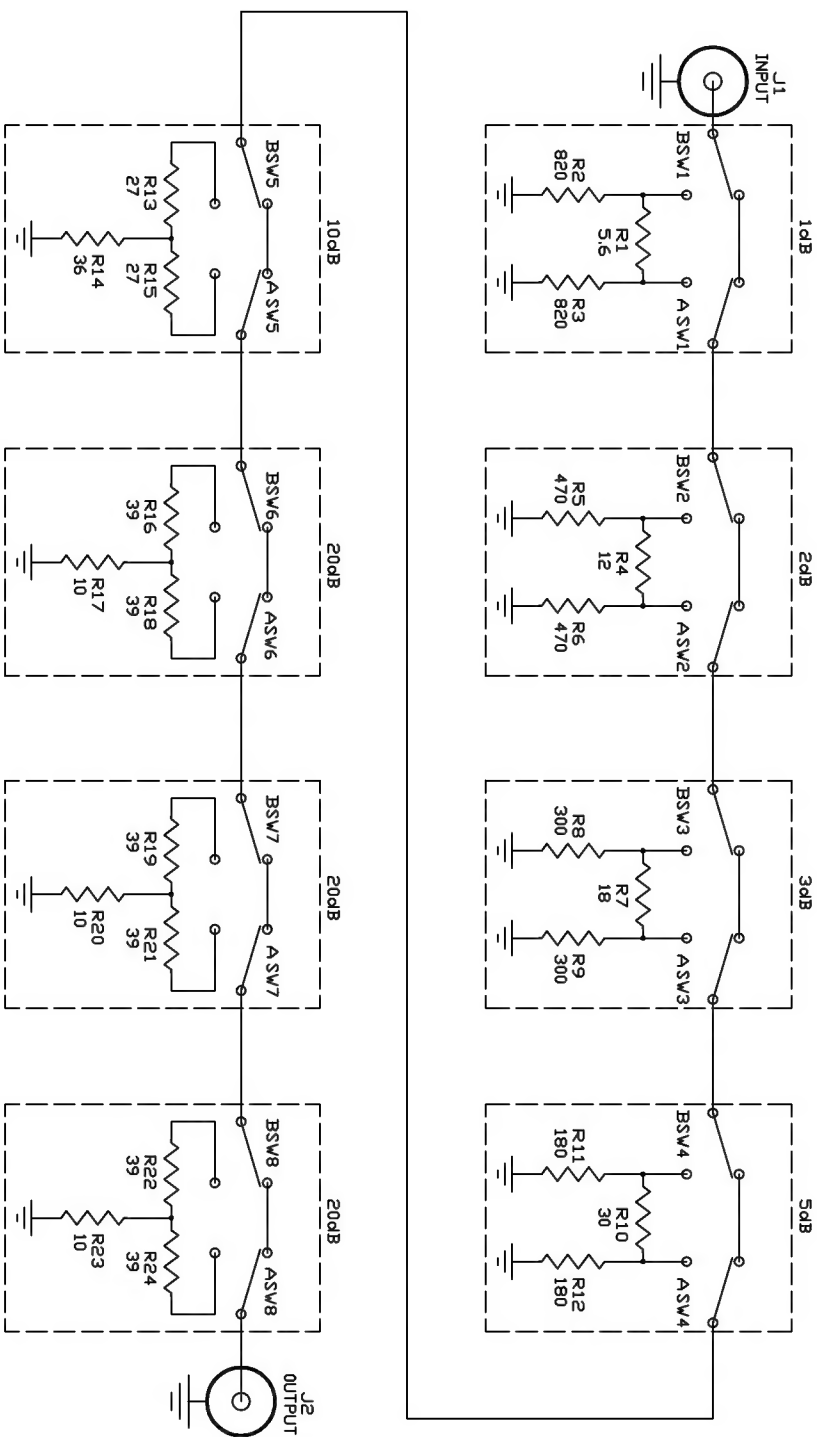 J1
INPUT
1dB
BSW1
ASW1
R1
5.6
R2
820
R3
820
2dB
BSW2
ASW2
R4
12
R5
470
R6
470
3dB
BSW3
ASW3
R7
18
R8
300
R9
300
5dB
BSW4
ASW4
R10
30
R11
180
R12
180
10dB
BSW5
ASW5
R13
27
R15
27
R14
36
20dB
BSW6
ASW6
R16
39
R18
39
R17
10
20dB
BSW7
ASW7
R19
39
R21
39
R20
10
20dB
BSW8
ASW8
R22
39
R24
39
R23
10
J2
OUTPUT